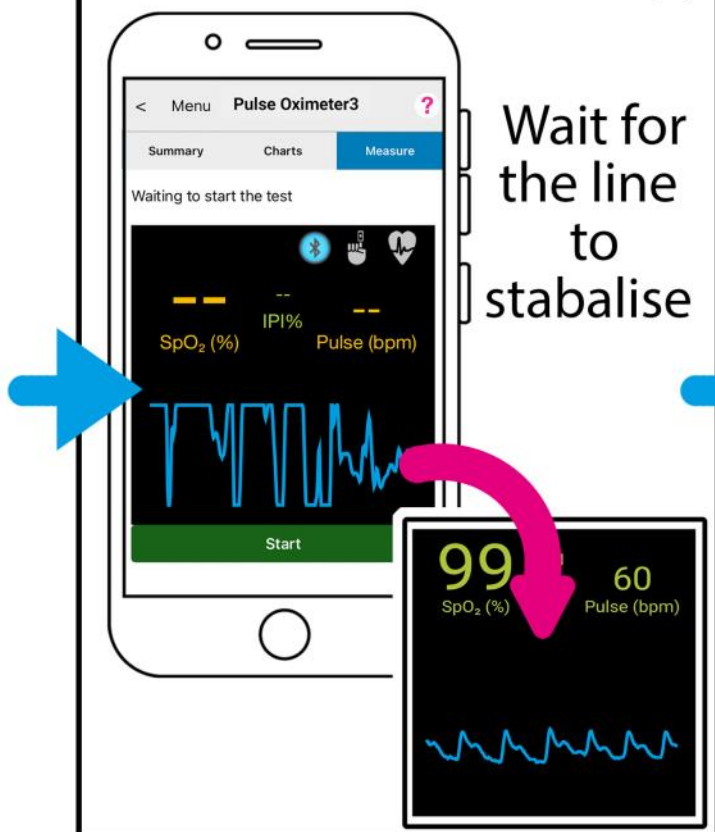 < Menu Pulse Oximeter3 ?
Summary Charts Measure
Waiting to start the test
-- -- --
SpO₂ (%) IPI% Pulse (bpm)
Start
Wait for
the line
to
stabalise
99 60
SpO₂ (%) Pulse (bpm)